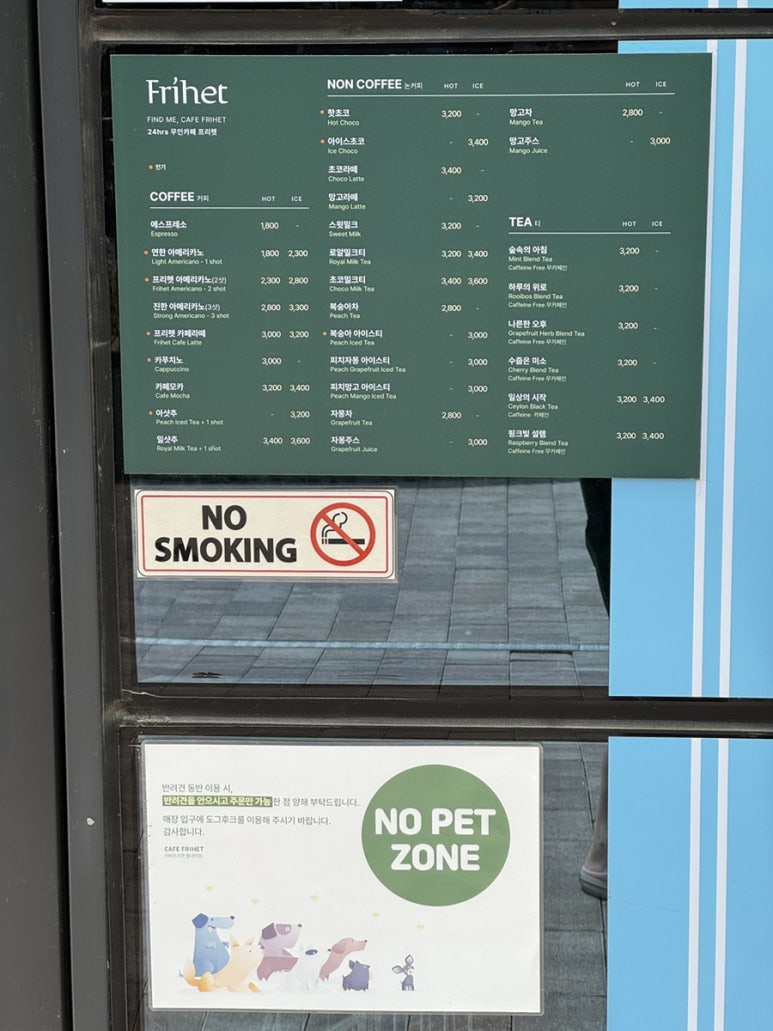 Frihet
FIND ME, CAFE FRIHET
24hrs 무인카페 프리헷
인기
COFFEE 커피 HOT ICE
에스프레소 1,800 -
Espresso
연한 아메리카노 1,800 2,300
Light Americano - 1 shot
프리헷 아메리카노(2샷) 2,300 2,800
Frihet Americano - 2 shot
진한 아메리카노(3샷) 2,800 3,300
Strong Americano - 3 shot
프리헷 카페라떼 3,000 3,200
Frihet Cafe Latte
카푸치노 3,000 -
Cappuccino
카페모카 3,200 3,400
Cafe Mocha
아샷추 - 3,200
Peach Iced Tea + 1 shot
밀샷추 3,400 3,600
Royal Milk Tea + 1 shot
NON COFFEE 논커피 HOT ICE
핫초코 3,200 -
Hot Choco
아이스초코 - 3,400
Ice Choco
초코라떼 3,400 -
Choco Latte
망고라떼 - 3,200
Mango Latte
스윗밀크 3,200 -
Sweet Milk
로얄밀크티 3,200 3,400
Royal Milk Tea
초코밀크티 3,400 3,600
Choco Milk Tea
복숭아차 2,800 -
Peach Tea
복숭아 아이스티 - 3,000
Peach Iced Tea
피치자몽 아이스티 - 3,000
Peach Grapefruit Iced Tea
피치망고 아이스티 - 3,000
Peach Mango Iced Tea
자몽차 2,800 -
Grapefruit Tea
자몽주스 - 3,000
Grapefruit Juice
HOT ICE
망고차 2,800 -
Mango Tea
망고주스 - 3,000
Mango Juice
TEA 티 HOT ICE
숲속의 아침 3,200 -
Mint Blend Tea
Caffeine Free 무카페인
하루의 위로 3,200 -
Rooibos Blend Tea
Caffeine Free 무카페인
나른한 오후 3,200 -
Grapefruit Herb Blend Tea
Caffeine Free 무카페인
수줍은 미소 3,200 -
Cherry Blend Tea
Caffeine Free 무카페인
일상의 시작 3,200 3,400
Ceylon Black Tea
Caffeine 카페인
핑크빛 설렘 3,200 3,400
Raspberry Blend Tea
Caffeine Free 무카페인
NO
SMOKING
반려견 동반 이용 시,
반려견을 안으시고 주문만 가능한 점 양해 부탁드립니다.
매장 입구에 도그후크를 이용해 주시기 바랍니다.
감사합니다.
CAFE FRIHET
NO PET
ZONE